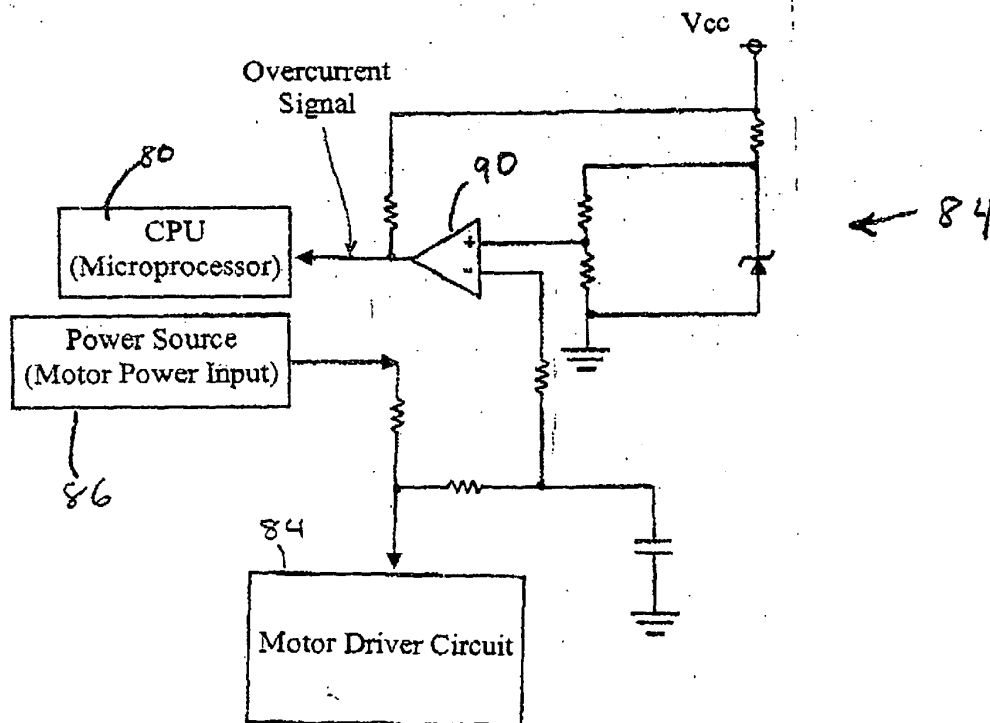 Vcc
Overcurrent
Signal
80
90
84
CPU
(Microprocessor)
+
-
Power Source
(Motor Power Input)
86
84
Motor Driver Circuit